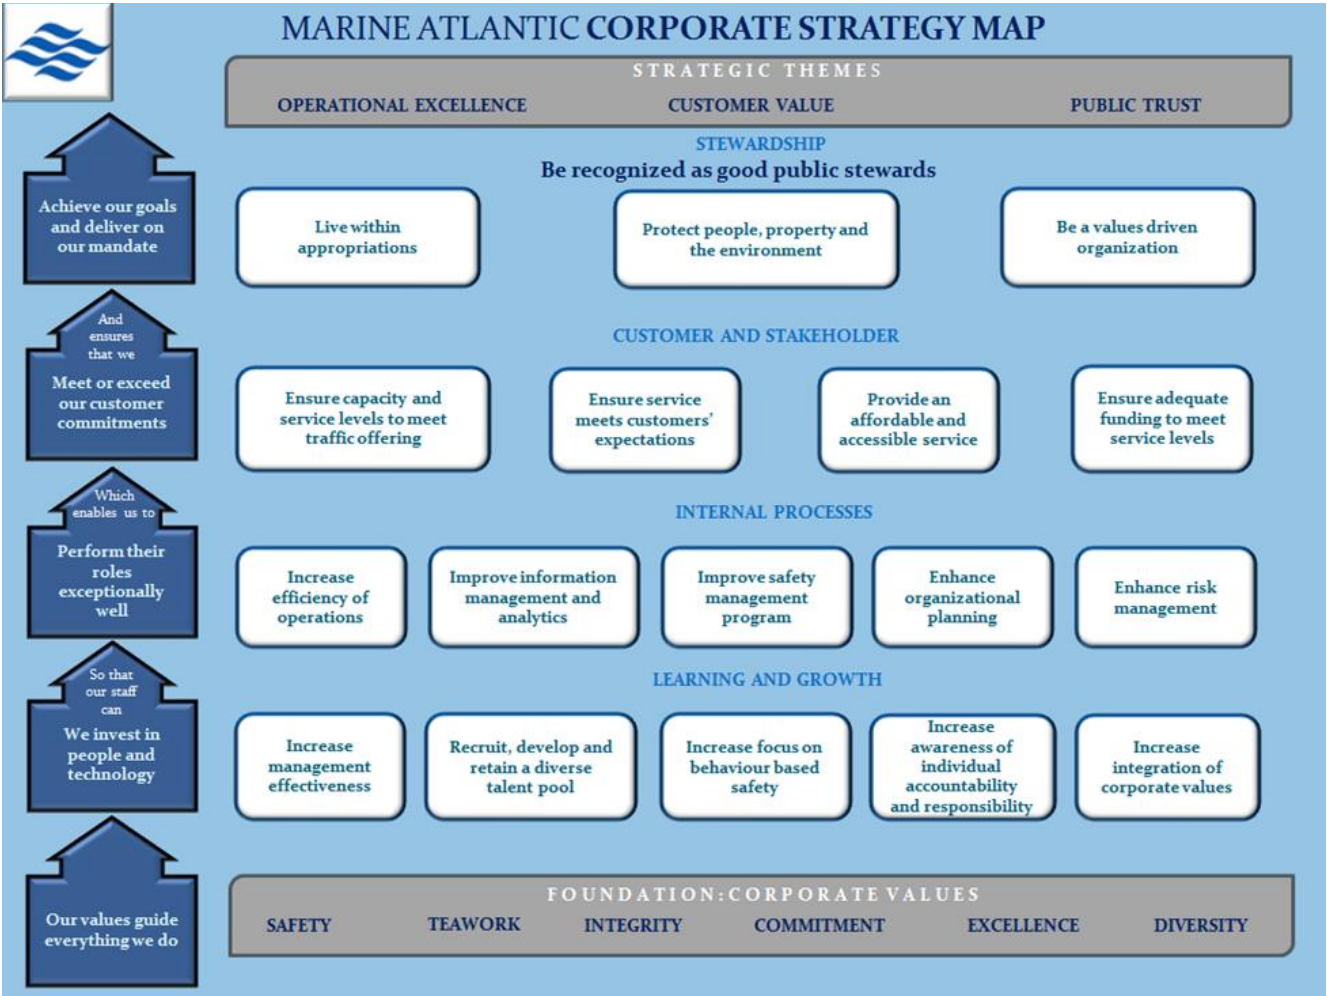 MARINE ATLANTIC CORPORATE STRATEGY MAP
STRATEGIC THEMES
OPERATIONAL EXCELLENCE
CUSTOMER VALUE
PUBLIC TRUST
Achieve our goals
and deliver on
our mandate
STEWARDSHIP
Be recognized as good public stewards
Live within
appropriations
Protect people, property and
the environment
Be a values driven
organization
And
ensures
that we
Meet or exceed
our customer
commitments
CUSTOMER AND STAKEHOLDER
Ensure capacity and
service levels to meet
traffic offering
Ensure service
meets customers'
expectations
Provide an
affordable and
accessible service
Ensure adequate
funding to meet
service levels
Which
enables us to
Perform their
roles
exceptionally
well
INTERNAL PROCESSES
Increase
efficiency of
operations
Improve information
management and
analytics
Improve safety
management
program
Enhance
organizational
planning
Enhance risk
management
So that
our staff
can
We invest in
people and
technology
LEARNING AND GROWTH
Increase
management
effectiveness
Recruit, develop and
retain a diverse
talent pool
Increase focus on
behaviour based
safety
Increase
awareness of
individual
accountability
and responsibility
Increase
integration of
corporate values
Our values guide
everything we do
FOUNDATION:CORPORATE VALUES
SAFETY
TEAWORK
INTEGRITY
COMMITMENT
EXCELLENCE
DIVERSITY